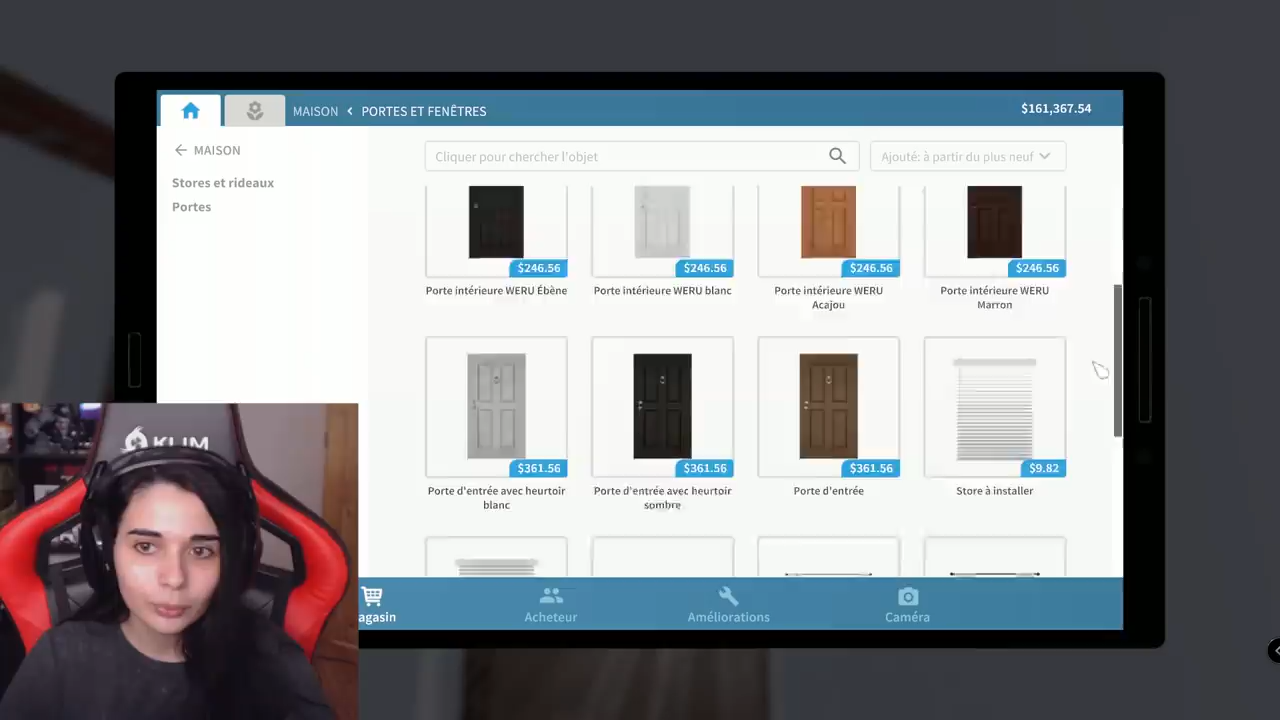 MAISON < PORTES ET FENÊTRES
$161,367.54
MAISON
Cliquer pour chercher l'objet
Ajouté: à partir du plus neuf
Stores et rideaux
Portes
$246.56
$246.56
$246.56
$246.56
Porte intérieure WERU Ébène
Porte intérieure WERU blanc
Porte intérieure WERU
Acajou
Porte intérieure WERU
Marron
$361.56
$361.56
$361.56
$9.82
Porte d'entrée avec heurtoir
blanc
Porte d'entrée avec heurtoir
sombre
Porte d'entrée
Store à installer
KLIM
agasin
Acheteur
Améliorations
Caméra